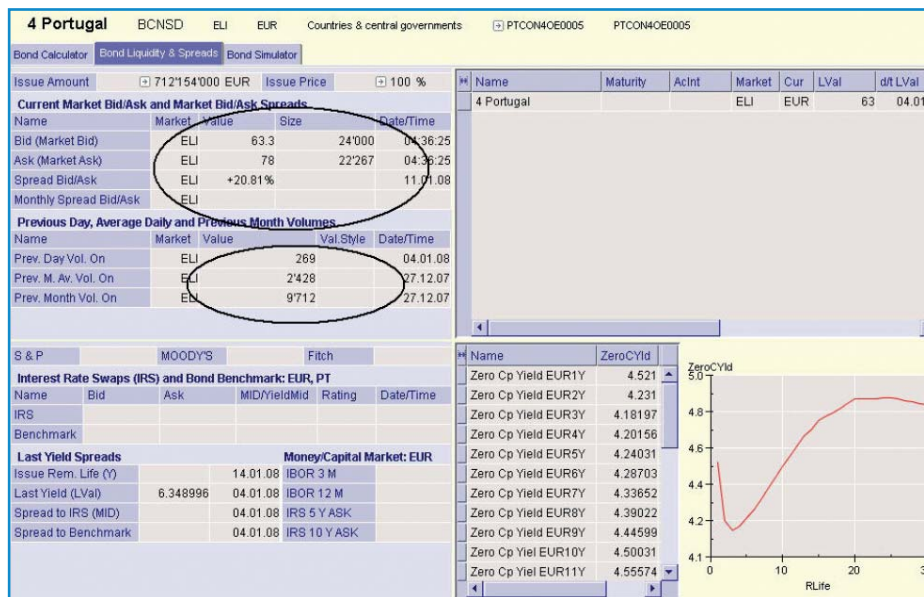 4 Portugal BCNSD ELI EUR Countries & central governments PTCON4OE0005 PTCON4OE0005
Bond Calculator Bond Liquidity & Spreads Bond Simulator
Issue Amount 712'154'000 EUR Issue Price 100 %
Current Market Bid/Ask and Market Bid/Ask Spreads
Name Market Value Size Date/Time
Bid (Market Bid) ELI 63.3 24'000 04:36:25
Ask (Market Ask) ELI 78 22'267 04:36:25
Spread Bid/Ask ELI +20.81% 11.01.08
Monthly Spread Bid/Ask ELI
Previous Day, Average Daily and Previous Month Volumes
Name Market Value Val.Style Date/Time
Prev. Day Vol. On ELI 269 04.01.08
Prev. M. Av. Vol. On ELI 2'428 27.12.07
Prev. Month Vol. On ELI 9'712 27.12.07
Name Maturity AcInt Market Cur LVal d/t LVal
4 Portugal ELI EUR 63 04.01
S & P MOODY'S Fitch
Interest Rate Swaps (IRS) and Bond Benchmark: EUR, PT
Name Bid Ask MID/YieldMid Rating Date/Time
IRS
Benchmark
Last Yield Spreads Money/Capital Market: EUR
Issue Rem. Life (Y) 14.01.08 IBOR 3 M
Last Yield (LVal) 6.348996 04.01.08 IBOR 12 M
Spread to IRS (MID) 04.01.08 IRS 5 Y ASK
Spread to Benchmark 04.01.08 IRS 10 Y ASK
Name ZeroCYld
Zero Cp Yield EUR1Y 4.521
Zero Cp Yield EUR2Y 4.231
Zero Cp Yield EUR3Y 4.18197
Zero Cp Yield EUR4Y 4.20156
Zero Cp Yield EUR5Y 4.24031
Zero Cp Yield EUR6Y 4.28703
Zero Cp Yield EUR7Y 4.33652
Zero Cp Yield EUR8Y 4.39022
Zero Cp Yield EUR9Y 4.44599
Zero Cp Yiel EUR10Y 4.50031
Zero Cp Yiel EUR11Y 4.55574
ZeroCYld
5.0
4.8
4.6
4.4
4.2
4.1
0 10 20 30
RLife